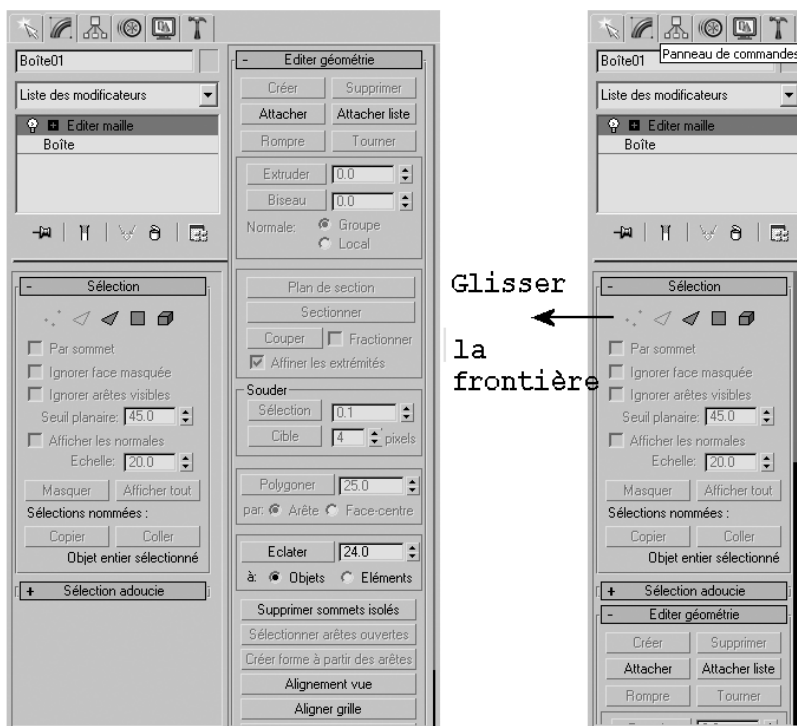 Boîte01
Liste des modificateurs
Editer maille
Boîte
- Sélection
Par sommet
Ignorer face masquée
Ignorer arêtes visibles
Seuil planaire: 45.0
Afficher les normales
Echelle: 20.0
Masquer Afficher tout
Sélections nommées :
Copier Coller
Objet entier sélectionné
+ Sélection adoucie
- Editer géométrie
Créer Supprimer
Attacher Attacher liste
Rompre Tourner
Extruder 0.0
Biseau 0.0
Normale: Groupe
Local
Plan de section
Sectionner
Couper Fractionner
Affiner les extrémités
Souder
Sélection 0.1
Cible 4 pixels
Polygoner 25.0
par: Arête Face-centre
Eclater 24.0
à: Objets Eléments
Supprimer sommets isolés
Sélectionner arêtes ouvertes
Créer forme à partir des arêtes
Alignement vue
Aligner grille
Glisser
la
frontière
Panneau de commandes
Boîte01
Liste des modificateurs
Editer maille
Boîte
- Sélection
Par sommet
Ignorer face masquée
Ignorer arêtes visibles
Seuil planaire: 45.0
Afficher les normales
Echelle: 20.0
Masquer Afficher tout
Sélections nommées :
Copier Coller
Objet entier sélectionné
+ Sélection adoucie
- Editer géométrie
Créer Supprimer
Attacher Attacher liste
Rompre Tourner